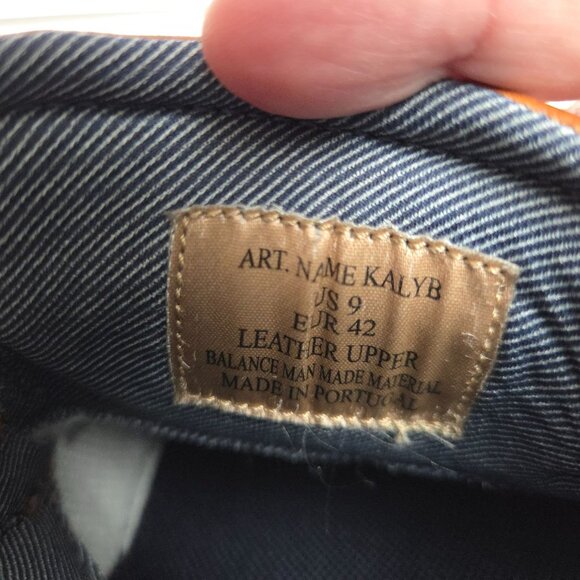 ART. NAME KALYB
US 9
EUR 42
LEATHER UPPER
BALANCE MAN MADE MATERIAL
MADE IN PORTUGAL